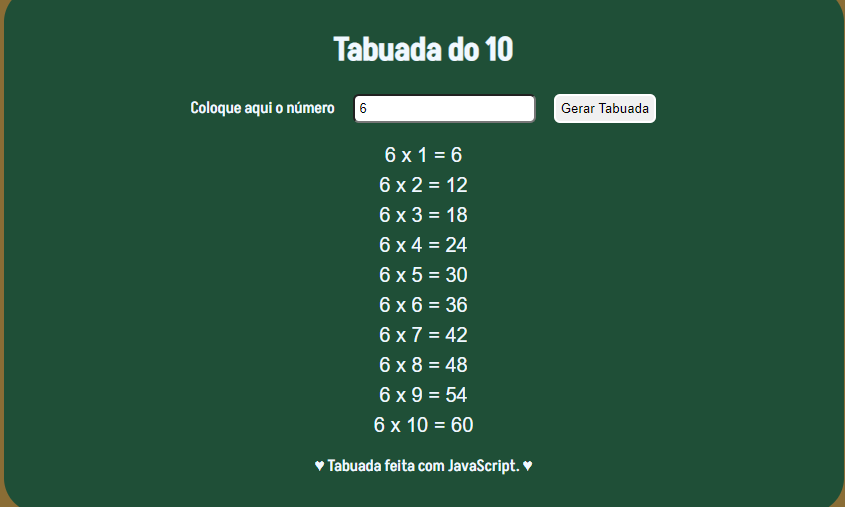 Tabuada do 10
Coloque aqui o número 6 Gerar Tabuada
6 x 1 = 6
6 x 2 = 12
6 x 3 = 18
6 x 4 = 24
6 x 5 = 30
6 x 6 = 36
6 x 7 = 42
6 x 8 = 48
6 x 9 = 54
6 x 10 = 60
♥ Tabuada feita com JavaScript. ♥